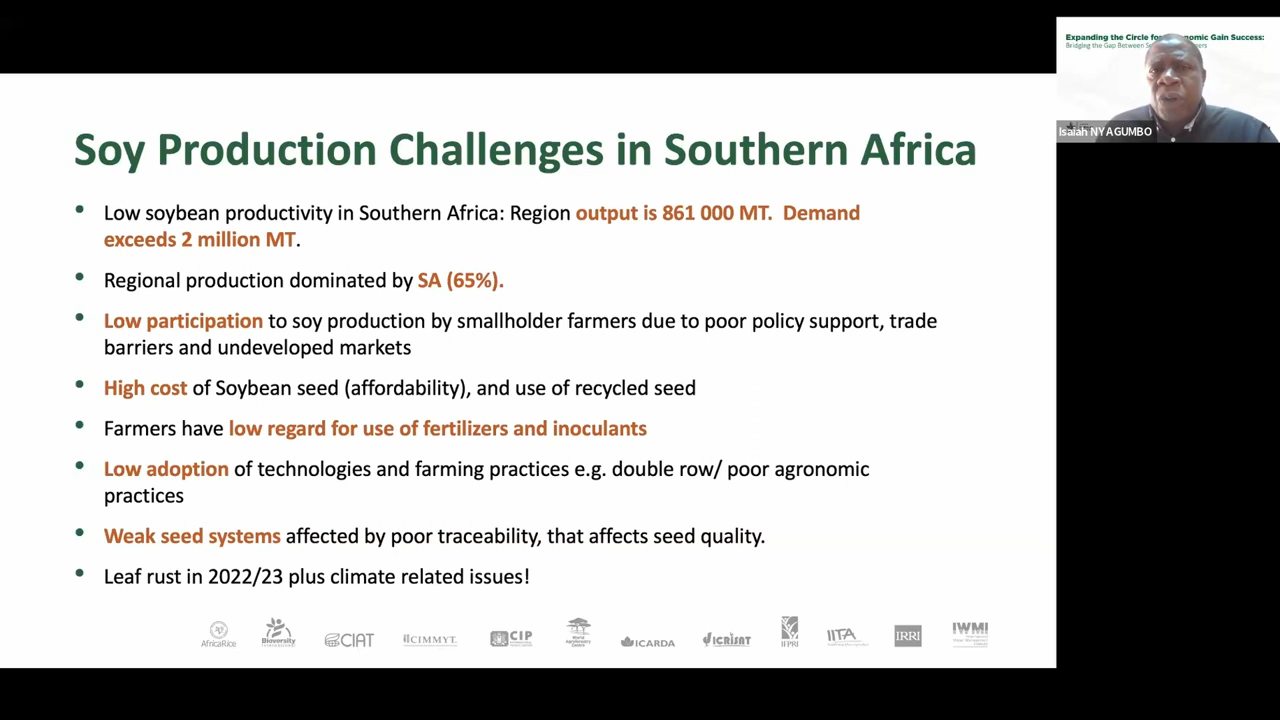 Soy Production Challenges in Southern Africa
• Low soybean productivity in Southern Africa: Region output is 861 000 MT. Demand
exceeds 2 million MT.
• Regional production dominated by SA (65%).
• Low participation to soy production by smallholder farmers due to poor policy support, trade
barriers and undeveloped markets
• High cost of Soybean seed (affordability), and use of recycled seed
• Farmers have low regard for use of fertilizers and inoculants
• Low adoption of technologies and farming practices e.g. double row/ poor agronomic
practices
• Weak seed systems affected by poor traceability, that affects seed quality.
• Leaf rust in 2022/23 plus climate related issues!
AfricaRice
Bioversity
CIAT
CIMMYT
CIP
World
Agroforestry
Centre
ICARDA
ICRISAT
IFPRI
IITA
IRRI
IWMI
Expanding the Circle for nomic Gain Success:
Bridging the Gap Between
Isaiah NYAGUMBO